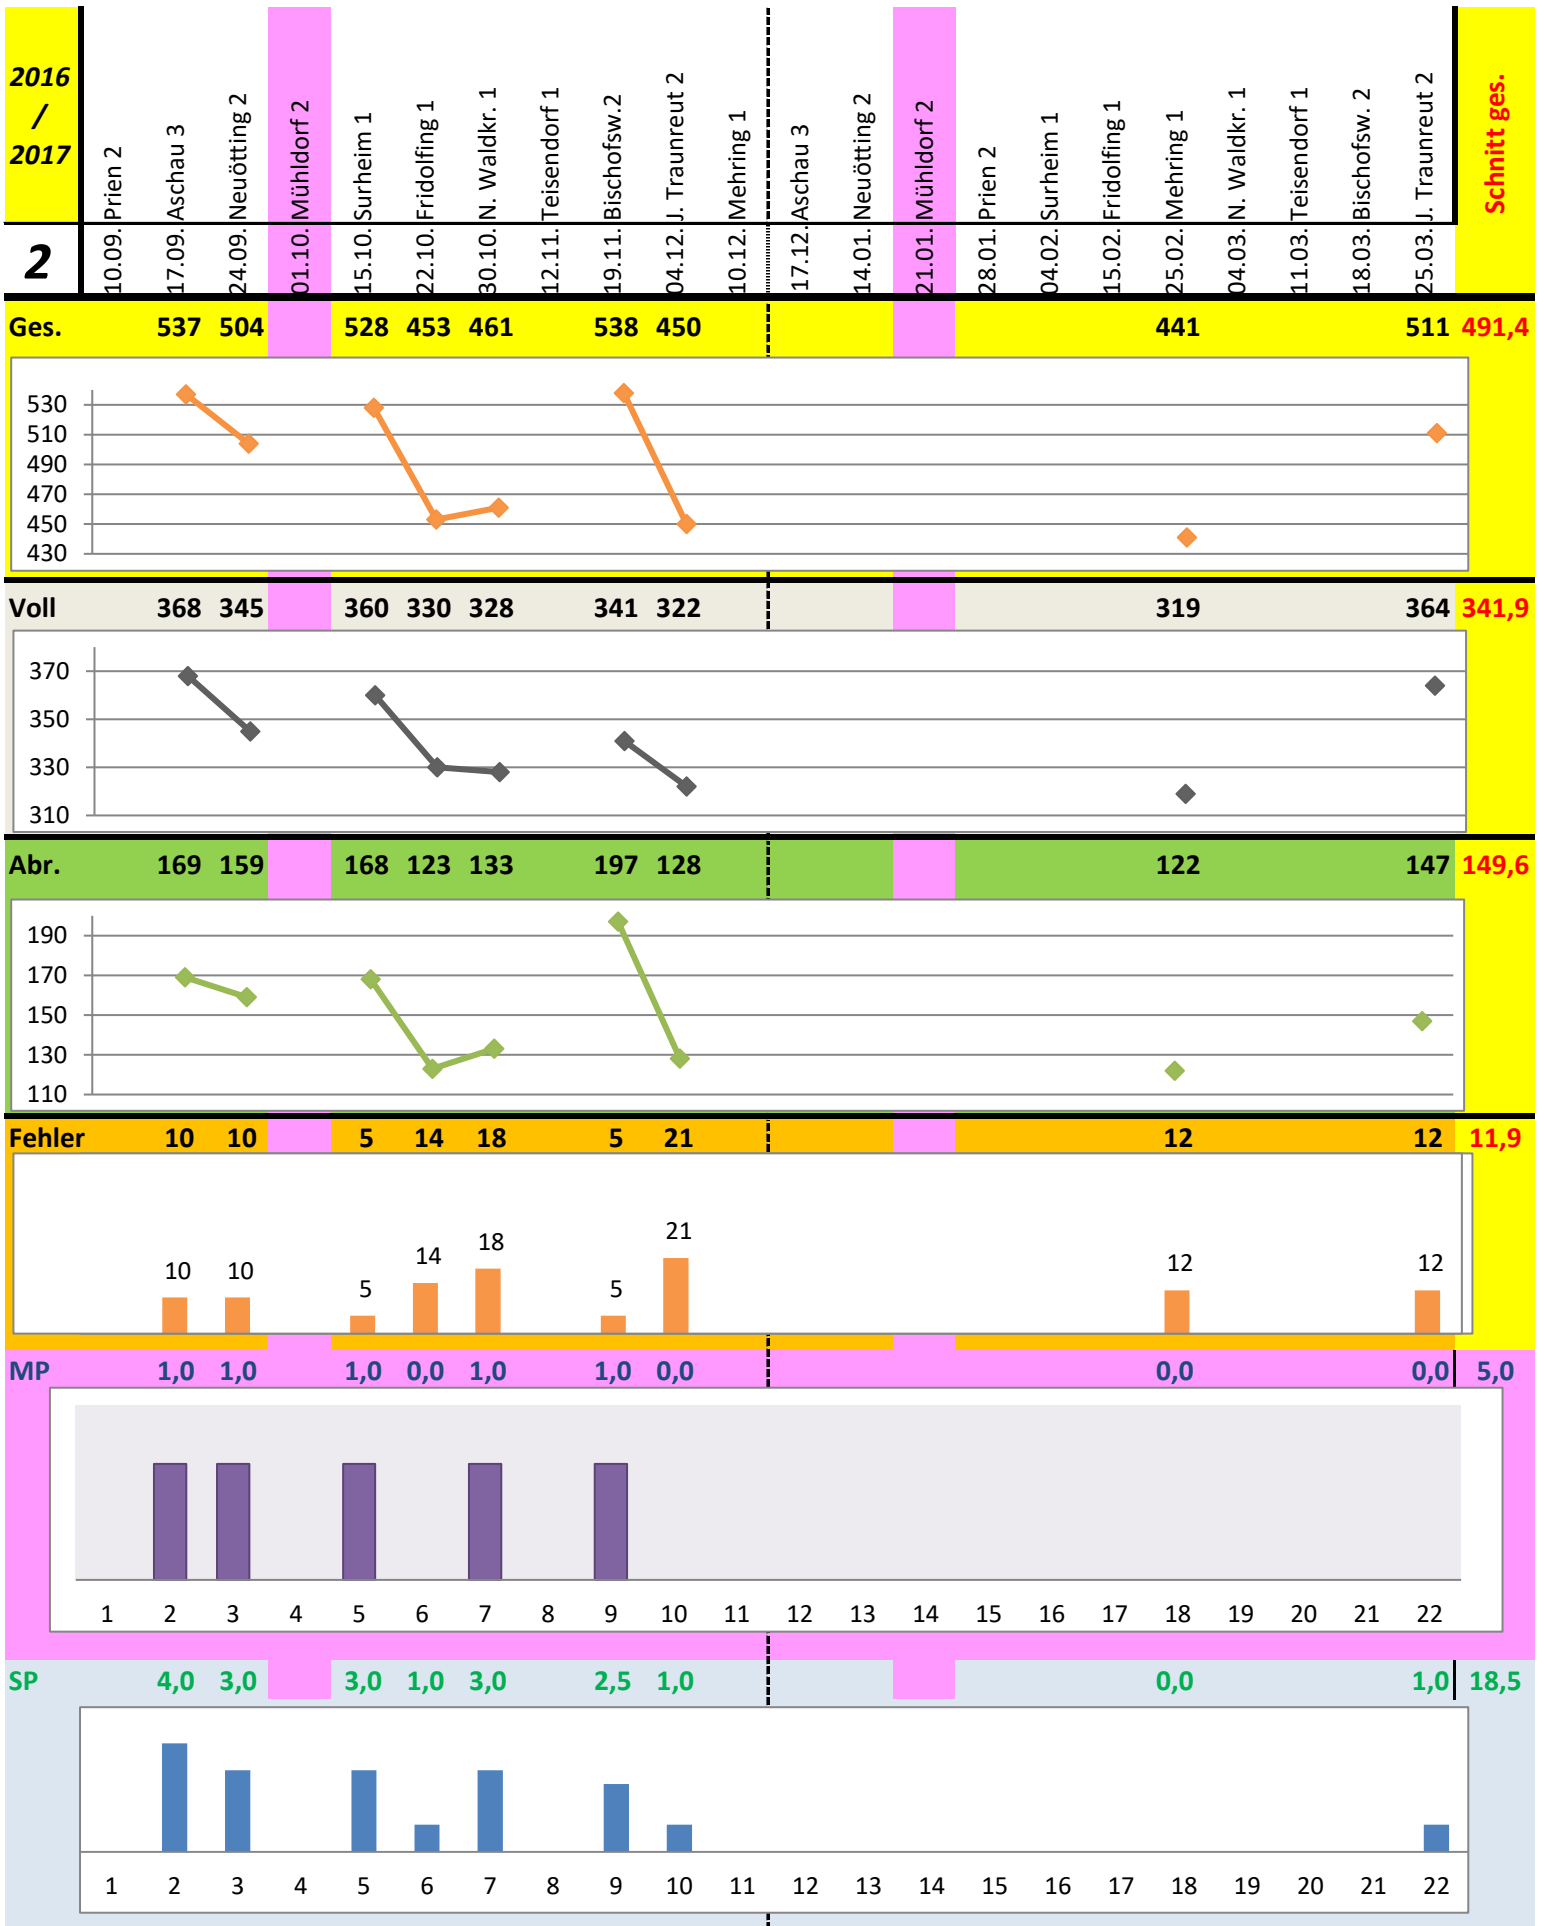 2016
/
2017
Prien 2
Aschau 3
Neuötting 2
Mühldorf 2
Surheim 1
Fridolfing 1
N. Waldkr. 1
Teisendorf 1
Bischofsw.2
J. Traunreut 2
Mehring 1
Aschau 3
Neuötting 2
Mühldorf 2
Prien 2
Surheim 1
Fridolfing 1
Mehring 1
N. Waldkr. 1
Teisendorf 1
Bischofsw. 2
J. Traunreut 2
Schnitt ges.
2
10.09.
17.09.
24.09.
01.10.
15.10.
22.10.
30.10.
12.11.
19.11.
04.12.
10.12.
17.12.
14.01.
21.01.
28.01.
04.02.
15.02.
25.02.
04.03.
11.03.
18.03.
25.03.
Ges. 537 504 528 453 461 538 450 441 511 491,4
530
510
490
470
450
430
Voll 368 345 360 330 328 341 322 319 364 341,9
370
350
330
310
Abr. 169 159 168 123 133 197 128 122 147 149,6
190
170
150
130
110
Fehler 10 10 5 14 18 5 21 12 12 11,9
10 10 5 14 18 5 21 12 12
MP 1,0 1,0 1,0 0,0 1,0 1,0 0,0 0,0 0,0 5,0
1 2 3 4 5 6 7 8 9 10 11 12 13 14 15 16 17 18 19 20 21 22
SP 4,0 3,0 3,0 1,0 3,0 2,5 1,0 0,0 1,0 18,5
1 2 3 4 5 6 7 8 9 10 11 12 13 14 15 16 17 18 19 20 21 22